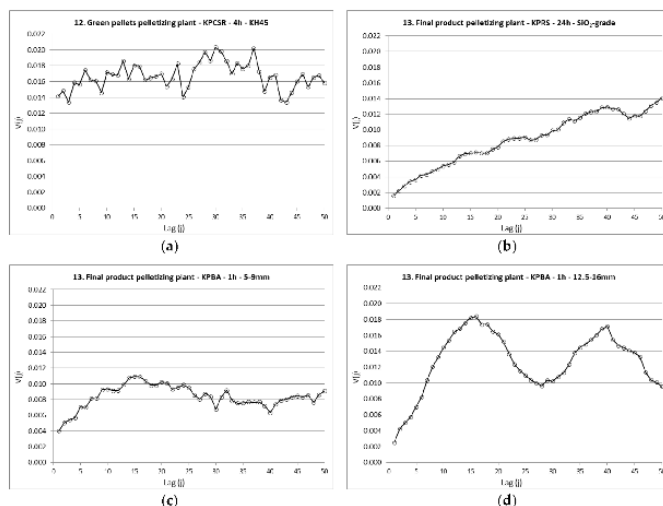 12. Green pellets pelletizing plant - KPCSR - 4h - KH45
0.022
0.020
0.018
0.016
0.014
0.012
0.010
0.008
0.006
0.004
0.002
0.000
V(j)
0 5 10 15 20 25 30 35 40 45 50
Lag (j)
(a)
13. Final product pelletizing plant - KPRS - 24h - SiO₂-grade
0.022
0.020
0.018
0.016
0.014
0.012
0.010
0.008
0.006
0.004
0.002
0.000
V(j)
0 5 10 15 20 25 30 35 40 45 50
Lag (j)
(b)
13. Final product pelletizing plant - KPBA - 1h - 5-9mm
0.022
0.020
0.018
0.016
0.014
0.012
0.010
0.008
0.006
0.004
0.002
0.000
V(j)
0 5 10 15 20 25 30 35 40 45 50
Lag (j)
(c)
13. Final product pelletizing plant - KPBA - 1h - 12.5-16mm
0.022
0.020
0.018
0.016
0.014
0.012
0.010
0.008
0.006
0.004
0.002
0.000
V(j)
0 5 10 15 20 25 30 35 40 45 50
Lag (j)
(d)